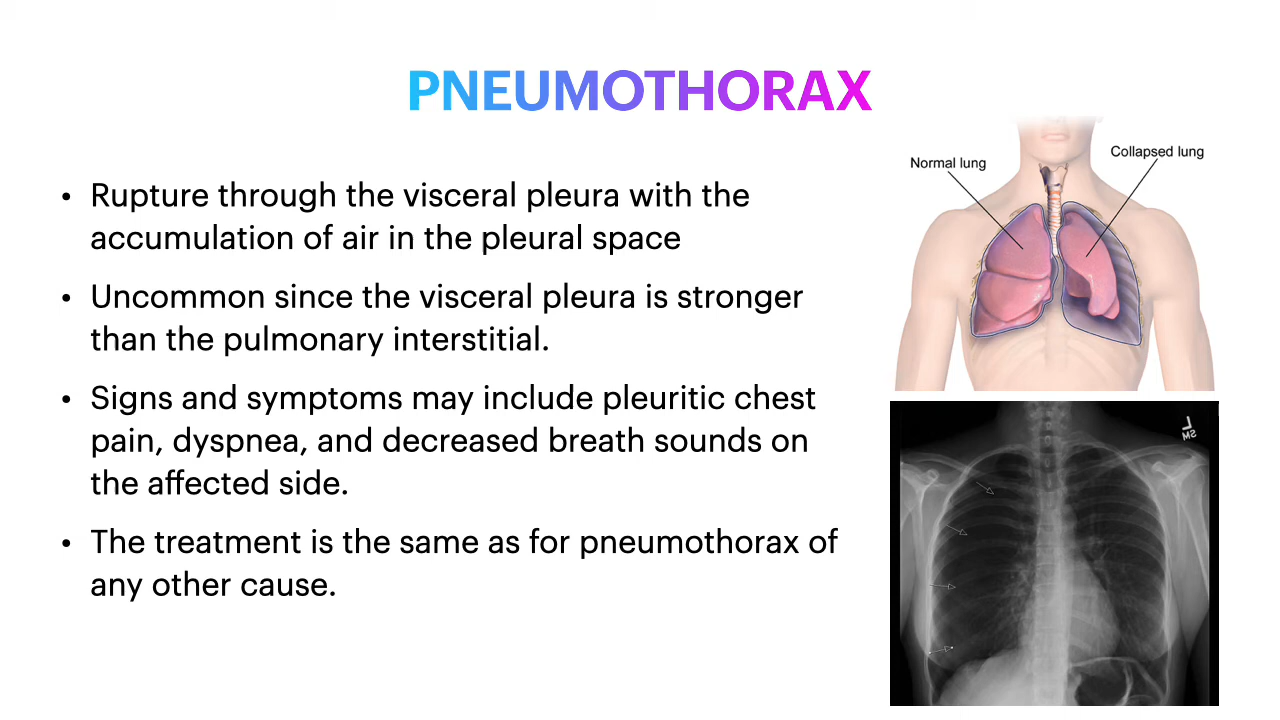 PNEUMOTHORAX
• Rupture through the visceral pleura with the
accumulation of air in the pleural space
• Uncommon since the visceral pleura is stronger
than the pulmonary interstitial.
• Signs and symptoms may include pleuritic chest
pain, dyspnea, and decreased breath sounds on
the affected side.
• The treatment is the same as for pneumothorax of
any other cause.
Normal lung
Collapsed lung
L
SM